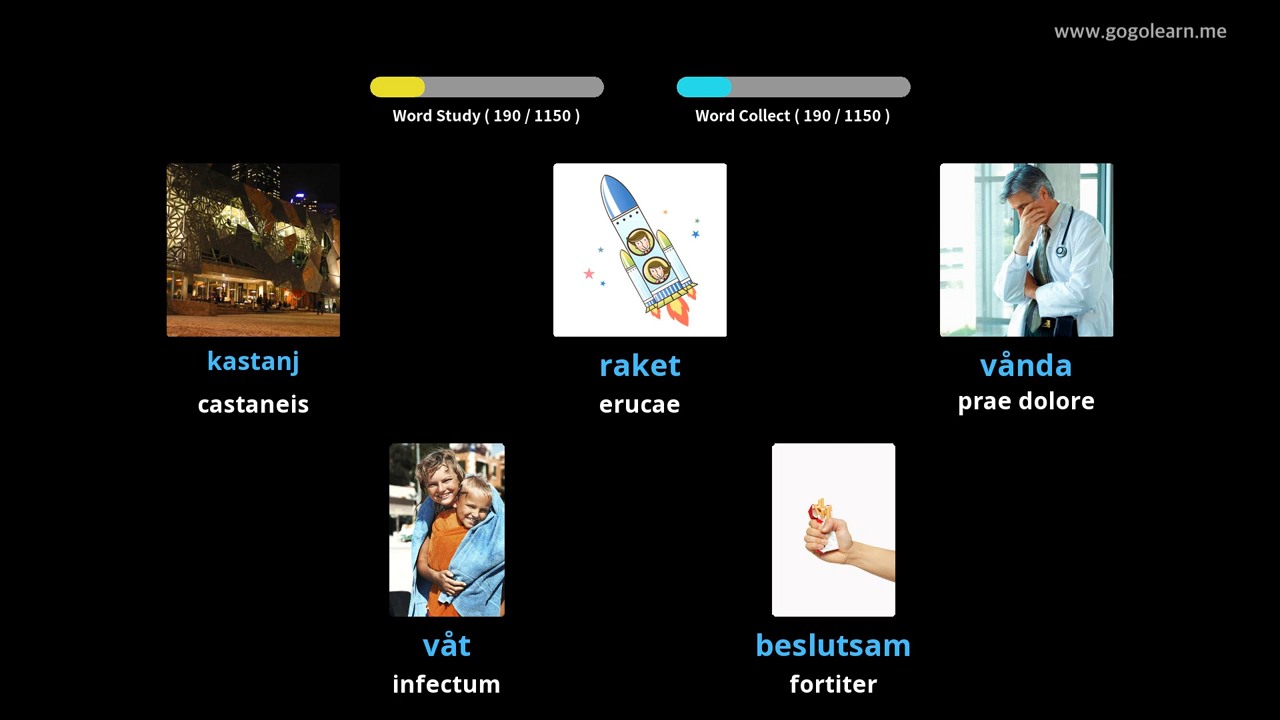 www.gogolearn.me
Word Study ( 190 / 1150 )
Word Collect ( 190 / 1150 )
kastanj
castaneis
raket
erucae
vånda
prae dolore
våt
infectum
beslutsam
fortiter